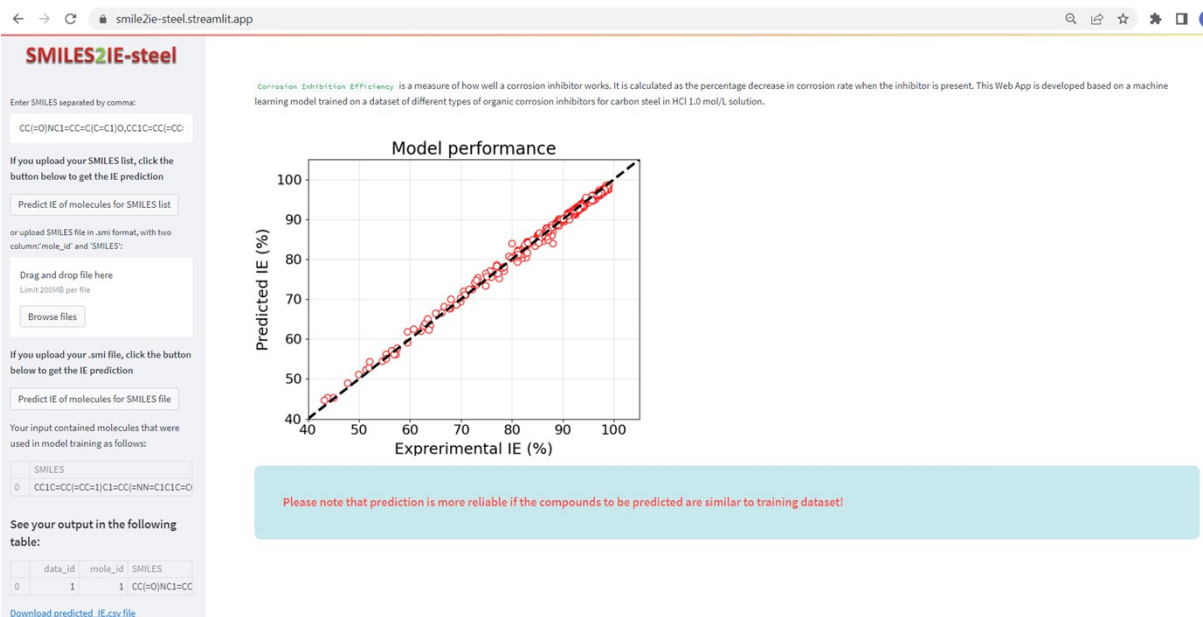 smile2ie-steel.streamlit.app
SMILES2IE-steel
Enter SMILES separated by comma:
CC(=O)NC1=CC=C(C=C1)O,CC1C=CC(=CC:
If you upload your SMILES list, click the
button below to get the IE prediction
Predict IE of molecules for SMILES list
or upload SMILES file in .smi format, with two
column:'mole_id' and 'SMILES':
Drag and drop file here
Limit 200MB per file
Browse files
If you upload your .smi file, click the button
below to get the IE prediction
Predict IE of molecules for SMILES file
Your input contained molecules that were
used in model training as follows:
SMILES
0 CC1C=CC(=CC=1)C1=CC(=NN=C1C1C=C(
See your output in the following
table:
data_id mole_id SMILES
0 1 1 CC(=O)NC1=CC
Download predicted_IE.csv file
Corrosion Inhibition Efficiency is a measure of how well a corrosion inhibitor works. It is calculated as the percentage decrease in corrosion rate when the inhibitor is present. This Web App is developed based on a machine
learning model trained on a dataset of different types of organic corrosion inhibitors for carbon steel in HCl 1.0 mol/L solution.
Model performance
100
90
80
70
60
50
40
Predicted IE (%)
40 50 60 70 80 90 100
Exprerimental IE (%)
Please note that prediction is more reliable if the compounds to be predicted are similar to training dataset!